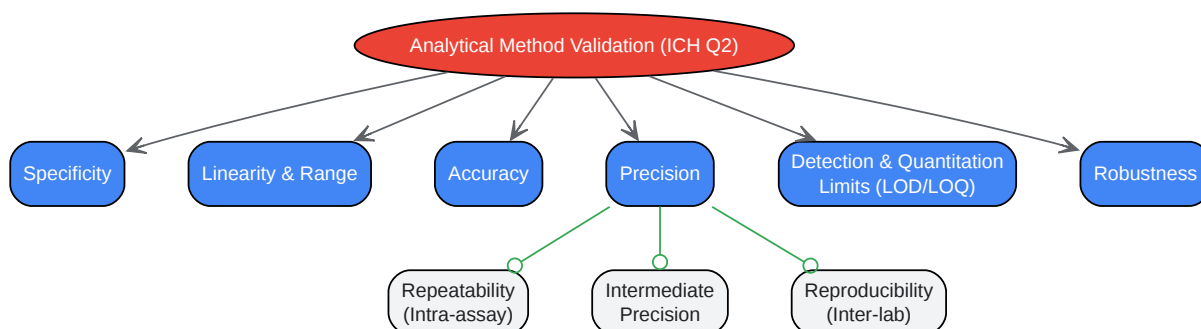 Analytical Method Validation (ICH Q2)
Specificity
Linearity & Range
Accuracy
Precision
Detection & Quantitation
Limits (LOD/LOQ)
Robustness
Repeatability
(Intra-assay)
Intermediate
Precision
Reproducibility
(Inter-lab)